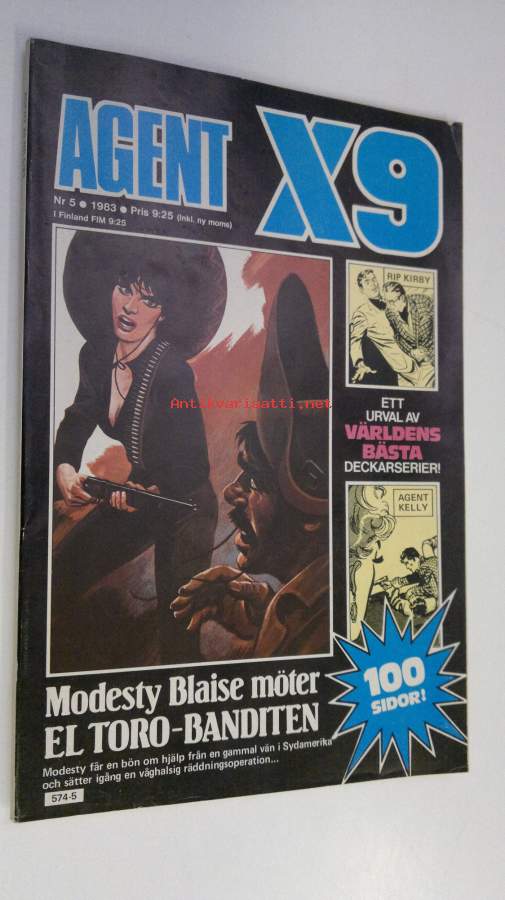 AGENT X9
Nr 5 ● 1983 ● Pris 9:25 (Inkl. ny moms)
I Finland FIM 9:25
RIP KIRBY
ETT
URVAL AV
VÄRLDENS
BÄSTA
DECKARSERIER!
AGENT
KELLY
100
SIDOR!
Antikvariaatti.net
Modesty Blaise möter
EL TORO-BANDITEN
Modesty får en bön om hjälp från en gammal vän i Sydamerika
och sätter igång en våghalsig räddningsoperation...
574-5